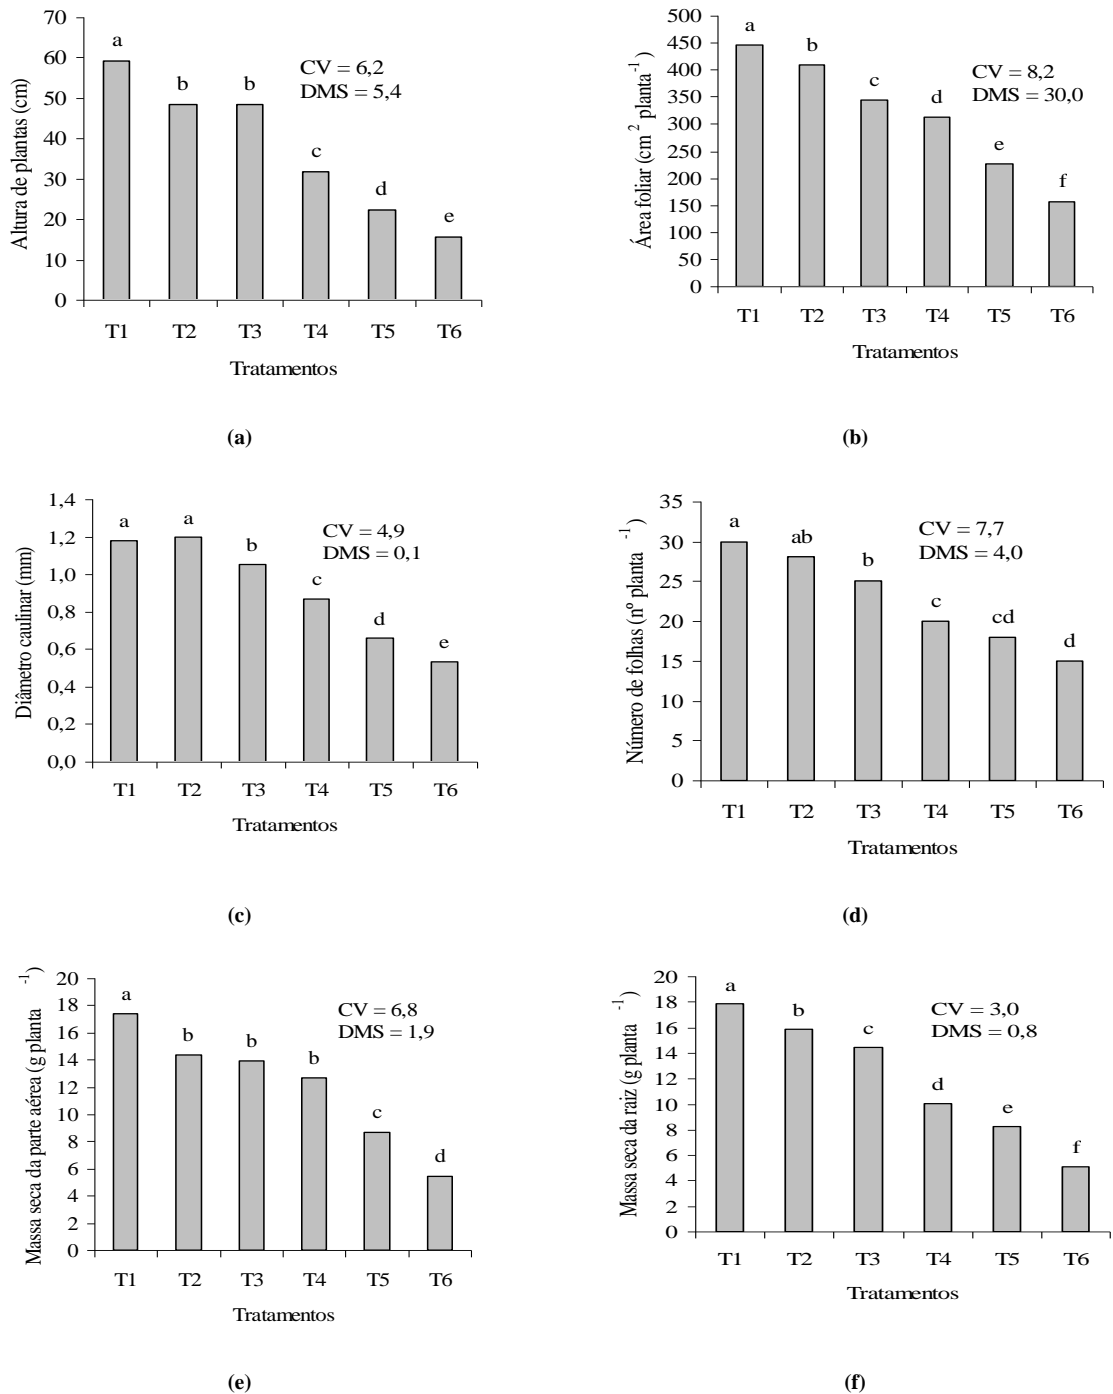 70
60
50
40
30
20
10
0
Altura de plantas (cm)
a
b
b
c
d
e
CV = 6,2
DMS = 5,4
T1 T2 T3 T4 T5 T6
Tratamentos
(a)
500
450
400
350
300
250
200
150
100
50
0
Área foliar (cm 2 planta-1)
a
b
c
d
e
f
CV = 8,2
DMS = 30,0
T1 T2 T3 T4 T5 T6
Tratamentos
(b)
1,4
1,2
1,0
0,8
0,6
0,4
0,2
0,0
Diâmetro caulinar (mm)
a
a
b
c
d
e
CV = 4,9
DMS = 0,1
T1 T2 T3 T4 T5 T6
Tratamentos
(c)
35
30
25
20
15
10
5
0
Número de folhas (nº planta -1)
a
ab
b
c
cd
d
CV = 7,7
DMS = 4,0
T1 T2 T3 T4 T5 T6
Tratamentos
(d)
20
18
16
14
12
10
8
6
4
2
0
Massa seca da parte aérea (g planta -1)
a
b
b
b
c
d
CV = 6,8
DMS = 1,9
T1 T2 T3 T4 T5 T6
Tratamentos
(e)
20
18
16
14
12
10
8
6
4
2
0
Massa seca da raiz (g planta -1)
a
b
c
d
e
f
CV = 3,0
DMS = 0,8
T1 T2 T3 T4 T5 T6
Tratamentos
(f)